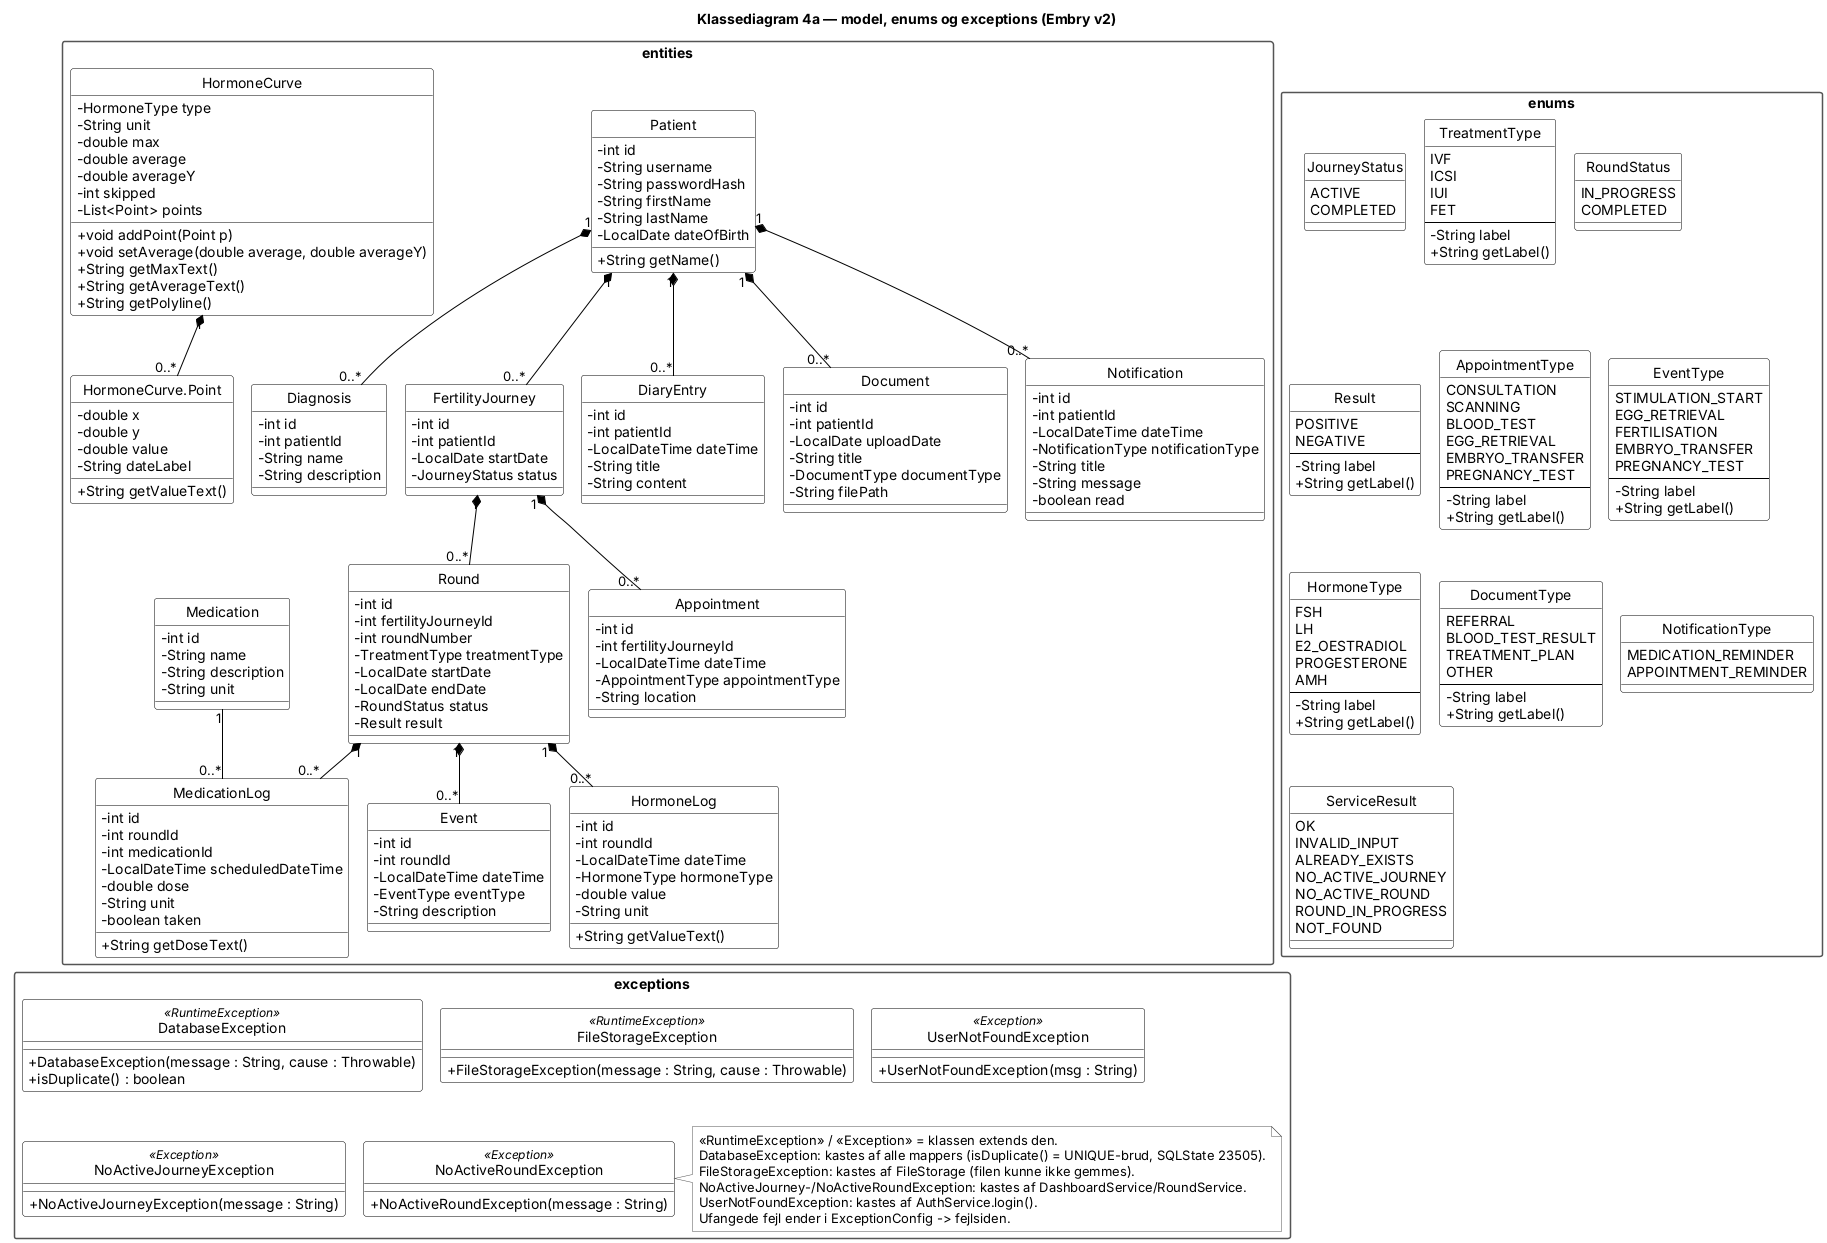 Klassediagram 4a — model, enums og exceptions (Embry v2)
entities
HormoneCurve
-HormoneType type
-String unit
-double max
-double average
-double averageY
-int skipped
-List<Point> points
+void addPoint(Point p)
+void setAverage(double average, double averageY)
+String getMaxText()
+String getAverageText()
+String getPolyline()
Patient
-int id
-String username
-String passwordHash
-String firstName
-String lastName
-LocalDate dateOfBirth
+String getName()
1
1
1
1
1
1
0..*
0..*
0..*
0..*
0..*
0..*
HormoneCurve.Point
-double x
-double y
-double value
-String dateLabel
+String getValueText()
Diagnosis
-int id
-int patientId
-String name
-String description
FertilityJourney
-int id
-int patientId
-LocalDate startDate
-JourneyStatus status
DiaryEntry
-int id
-int patientId
-LocalDateTime dateTime
-String title
-String content
Document
-int id
-int patientId
-LocalDate uploadDate
-String title
-DocumentType documentType
-String filePath
Notification
-int id
-int patientId
-LocalDateTime dateTime
-NotificationType notificationType
-String title
-String message
-boolean read
1
1
0..*
0..*
Medication
-int id
-String name
-String description
-String unit
Round
-int id
-int fertilityJourneyId
-int roundNumber
-TreatmentType treatmentType
-LocalDate startDate
-LocalDate endDate
-RoundStatus status
-Result result
Appointment
-int id
-int fertilityJourneyId
-LocalDateTime dateTime
-AppointmentType appointmentType
-String location
1
1
1
1
0..*
0..*
0..*
0..*
MedicationLog
-int id
-int roundId
-int medicationId
-LocalDateTime scheduledDateTime
-double dose
-String unit
-boolean taken
+String getDoseText()
Event
-int id
-int roundId
-LocalDateTime dateTime
-EventType eventType
-String description
HormoneLog
-int id
-int roundId
-LocalDateTime dateTime
-HormoneType hormoneType
-double value
-String unit
+String getValueText()
enums
JourneyStatus
ACTIVE
COMPLETED
TreatmentType
IVF
ICSI
IUI
FET
-String label
+String getLabel()
RoundStatus
IN_PROGRESS
COMPLETED
Result
POSITIVE
NEGATIVE
-String label
+String getLabel()
AppointmentType
CONSULTATION
SCANNING
BLOOD_TEST
EGG_RETRIEVAL
EMBRYO_TRANSFER
PREGNANCY_TEST
-String label
+String getLabel()
EventType
STIMULATION_START
EGG_RETRIEVAL
FERTILISATION
EMBRYO_TRANSFER
PREGNANCY_TEST
-String label
+String getLabel()
HormoneType
FSH
LH
E2_OESTRADIOL
PROGESTERONE
AMH
-String label
+String getLabel()
DocumentType
REFERRAL
BLOOD_TEST_RESULT
TREATMENT_PLAN
OTHER
-String label
+String getLabel()
NotificationType
MEDICATION_REMINDER
APPOINTMENT_REMINDER
ServiceResult
OK
INVALID_INPUT
ALREADY_EXISTS
NO_ACTIVE_JOURNEY
NO_ACTIVE_ROUND
ROUND_IN_PROGRESS
NOT_FOUND
exceptions
«RuntimeException»
DatabaseException
+DatabaseException(message : String, cause : Throwable)
+isDuplicate() : boolean
«RuntimeException»
FileStorageException
+FileStorageException(message : String, cause : Throwable)
«Exception»
UserNotFoundException
+UserNotFoundException(msg : String)
«Exception»
NoActiveJourneyException
+NoActiveJourneyException(message : String)
«Exception»
NoActiveRoundException
+NoActiveRoundException(message : String)
«RuntimeException» / «Exception» = klassen extends den.
DatabaseException: kastes af alle mappers (isDuplicate() = UNIQUE-brud, SQLState 23505).
FileStorageException: kastes af FileStorage (filen kunne ikke gemmes).
NoActiveJourney-/NoActiveRoundException: kastes af DashboardService/RoundService.
UserNotFoundException: kastes af AuthService.login().
Ufangede fejl ender i ExceptionConfig -> fejlsiden.